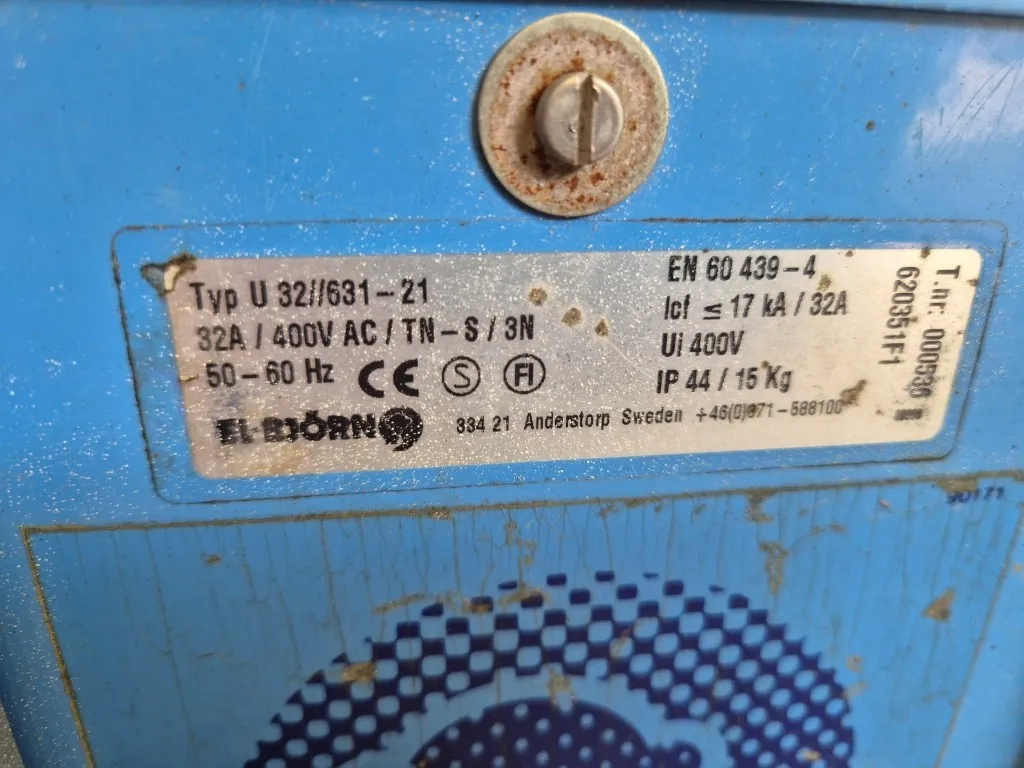 Typ U 32//631-21
32A / 400V AC / TN-S / 3N
50-60 Hz CE S FI
EL-BJÖRN
334 21 Anderstorp Sweden +46(0)371-588100
EN 60 439-4
Icf ≤ 17 kA / 32A
Ui 400V
IP 44 / 15 Kg
T.nr: 000536
620351F1
90171